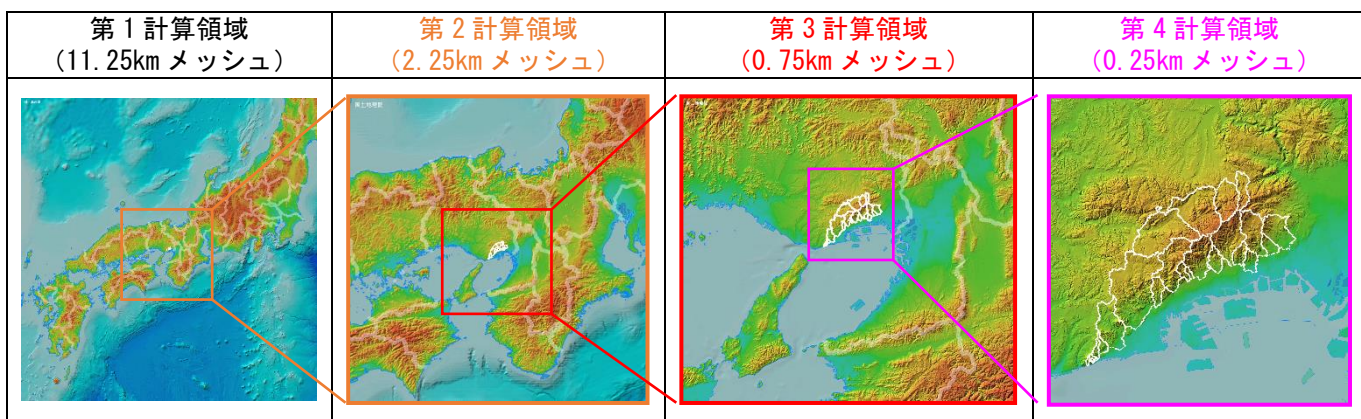 第1計算領域
(11.25km メッシュ)
第2計算領域
(2.25km メッシュ)
第3計算領域
(0.75km メッシュ)
第4計算領域
(0.25km メッシュ)